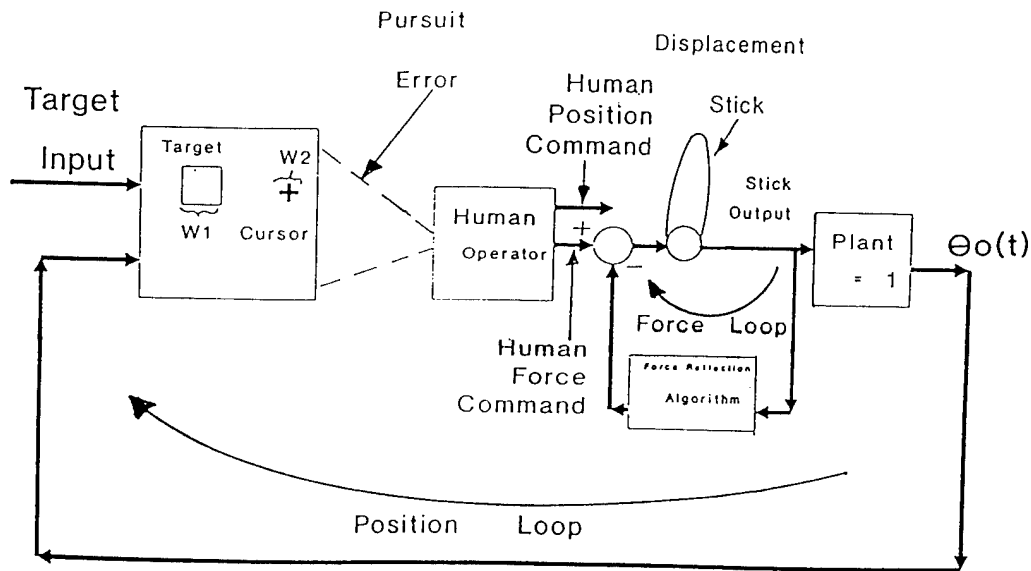 Pursuit
Error
Displacement
Stick
Human
Position
Command
Target
Input
Target
W1
W2
Cursor
Human
Operator
+
−
Stick
Output
Plant
= 1
Θo(t)
Force Loop
Human
Force
Command
Force Reflection
Algorithm
Position Loop